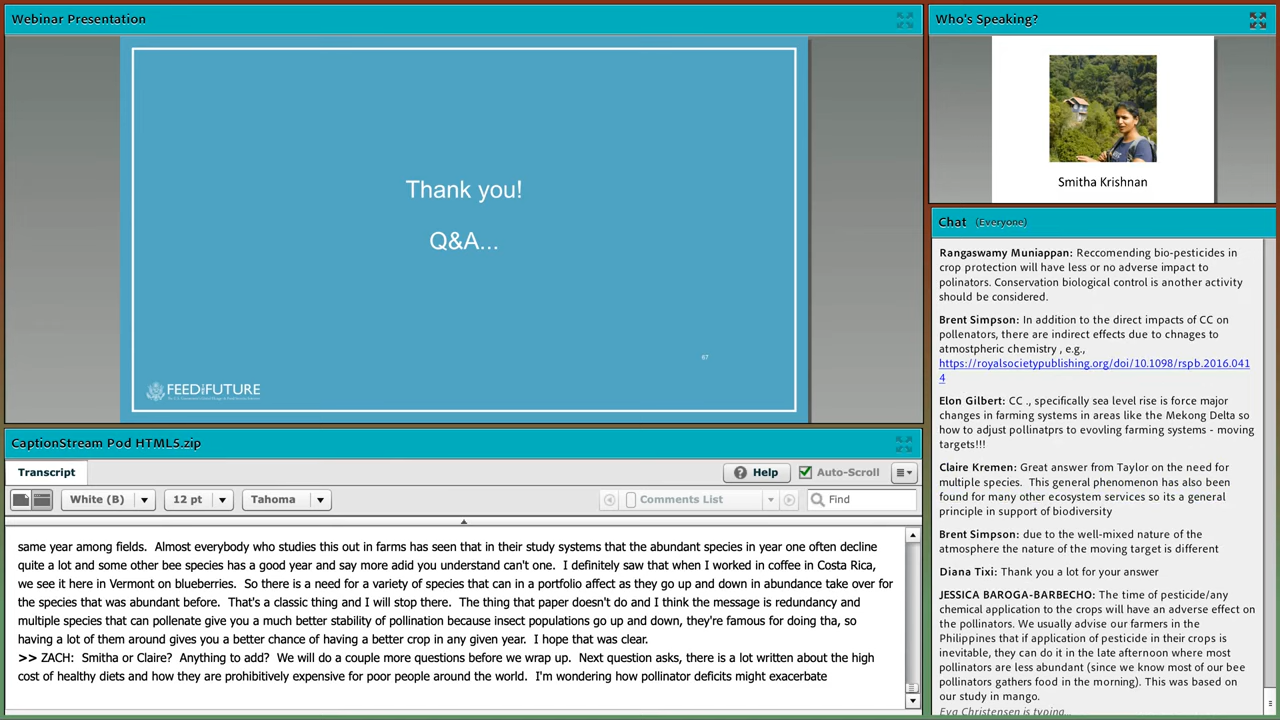 Webinar Presentation
Thank you!
Q&A...
67
FEEDtheFUTURE
CaptionStream Pod HTML5.zip
Transcript
Help
Auto-Scroll
White (B)
12 pt
Tahoma
Comments List
Find
same year among fields.  Almost everybody who studies this out in farms has seen that in their study systems that the abundant species in year one often decline
quite a lot and some other bee species has a good year and say more adid you understand can't one.  I definitely saw that when I worked in coffee in Costa Rica,
we see it here in Vermont on blueberries.  So there is a need for a variety of species that can in a portfolio affect as they go up and down in abundance take over for
the species that was abundant before.  That's a classic thing and I will stop there.  The thing that paper doesn't do and I think the message is redundancy and
multiple species that can pollenate give you a much better stability of pollination because insect populations go up and down, they're famous for doing tha, so
having a lot of them around gives you a better chance of having a better crop in any given year.  I hope that was clear.
>> ZACH:  Smitha or Claire?  Anything to add?  We will do a couple more questions before we wrap up.  Next question asks, there is a lot written about the high
cost of healthy diets and how they are prohibitively expensive for poor people around the world.  I'm wondering how pollinator deficits might exacerbate
Who's Speaking?
Smitha Krishnan
Chat (Everyone)
Rangaswamy Muniappan: Reccomending bio-pesticides in
crop protection will have less or no adverse impact to
polinators. Conservation biological control is another activity
should be considered.
Brent Simpson: In addition to the direct impacts of CC on
pollenators, there are indirect effects due to chnages to
atmostpheric chemistry , e.g.,
https://royalsocietypublishing.org/doi/10.1098/rspb.2016.041
4
Elon Gilbert: CC ., specifically sea level rise is force major
changes in farming systems in areas like the Mekong Delta so
how to adjust pollinatprs to evovling farming systems - moving
targets!!!
Claire Kremen: Great answer from Taylor on the need for
multiple species.  This general phenomenon has also been
found for many other ecosystem services so its a general
principle in support of biodiversity
Brent Simpson: due to the well-mixed nature of the
atmosphere the nature of the moving target is different
Diana Tixi: Thank you a lot for your answer
JESSICA BAROGA-BARBECHO: The time of pesticide/any
chemical application to the crops will have an adverse effect on
the pollinators. We usually advise our farmers in the
Philippines that if application of pesticide in their crops is
inevitable, they can do it in the late afternoon where most
pollinators are less abundant (since we know most of our bee
pollinators gathers food in the morning). This was based on
our study in mango.
Eva Christensen is typing...